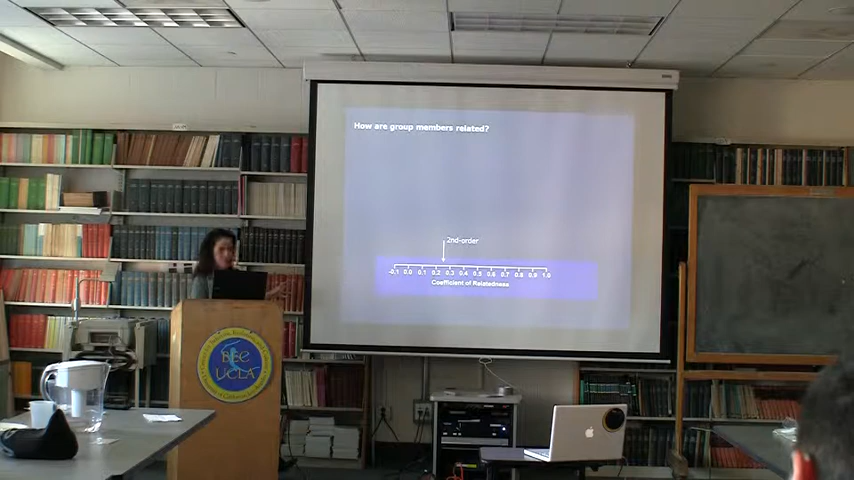 How are group members related?
2nd-order
-0.1 0.0 0.1 0.2 0.3 0.4 0.5 0.6 0.7 0.8 0.9 1.0
Coefficient of Relatedness
BEC
UCLA